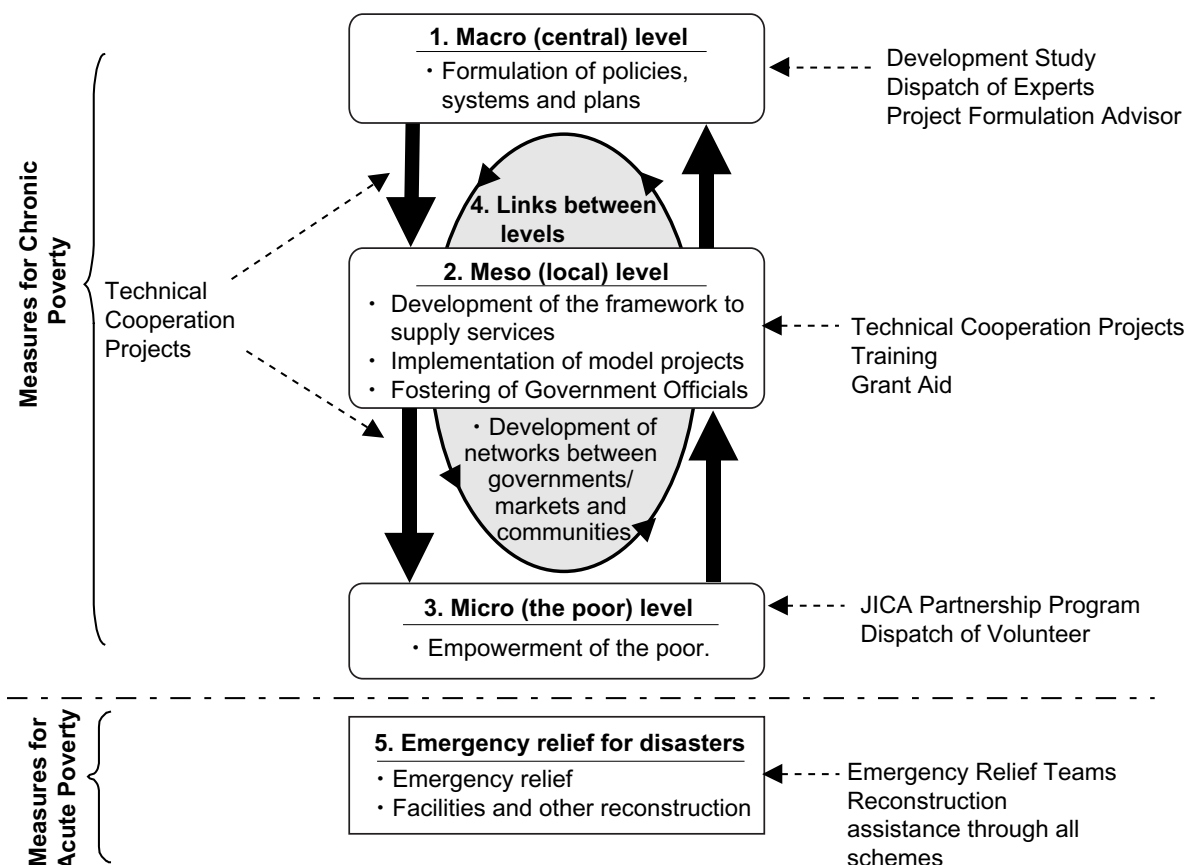 1. Macro (central) level
・Formulation of policies,
systems and plans
Development Study
Dispatch of Experts
Project Formulation Advisor
Measures for Chronic
Poverty
4. Links between
levels
Technical
Cooperation
Projects
2. Meso (local) level
・Development of the framework to
supply services
・Implementation of model projects
・Fostering of Government Officials
Technical Cooperation Projects
Training
Grant Aid
・Development of
networks between
governments/
markets and
communities
3. Micro (the poor) level
・Empowerment of the poor.
JICA Partnership Program
Dispatch of Volunteer
Measures for
Acute Poverty
5. Emergency relief for disasters
・Emergency relief
・Facilities and other reconstruction
Emergency Relief Teams
Reconstruction
assistance through all
schemes